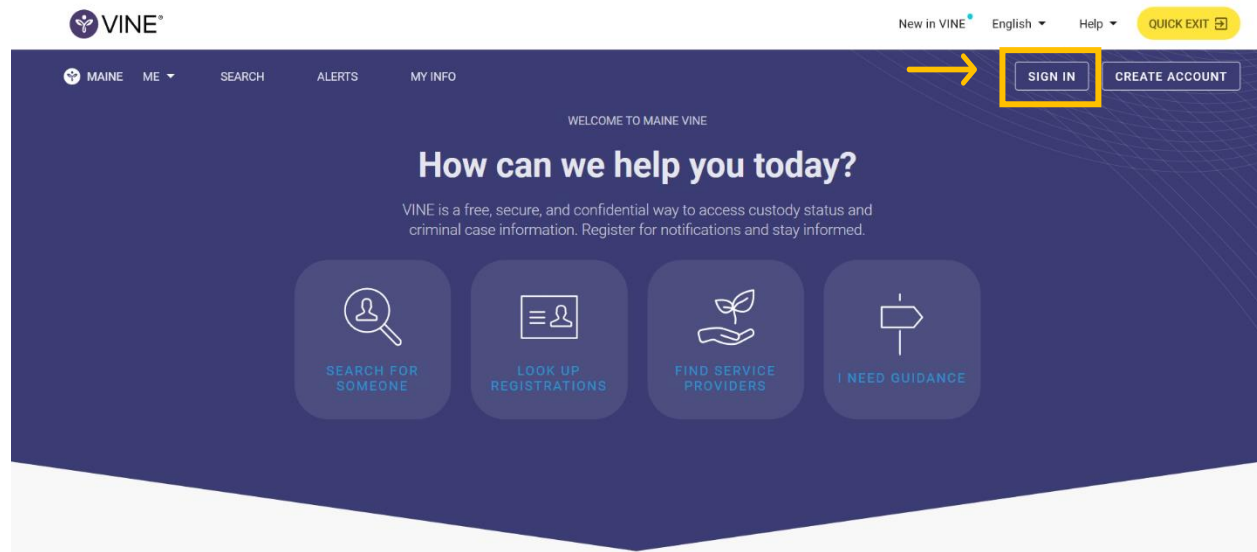 VINE®
New in VINE English Help QUICK EXIT
MAINE ME SEARCH ALERTS MY INFO SIGN IN CREATE ACCOUNT
WELCOME TO MAINE VINE
How can we help you today?
VINE is a free, secure, and confidential way to access custody status and
criminal case information. Register for notifications and stay informed.
SEARCH FOR
SOMEONE
LOOK UP
REGISTRATIONS
FIND SERVICE
PROVIDERS
I NEED GUIDANCE